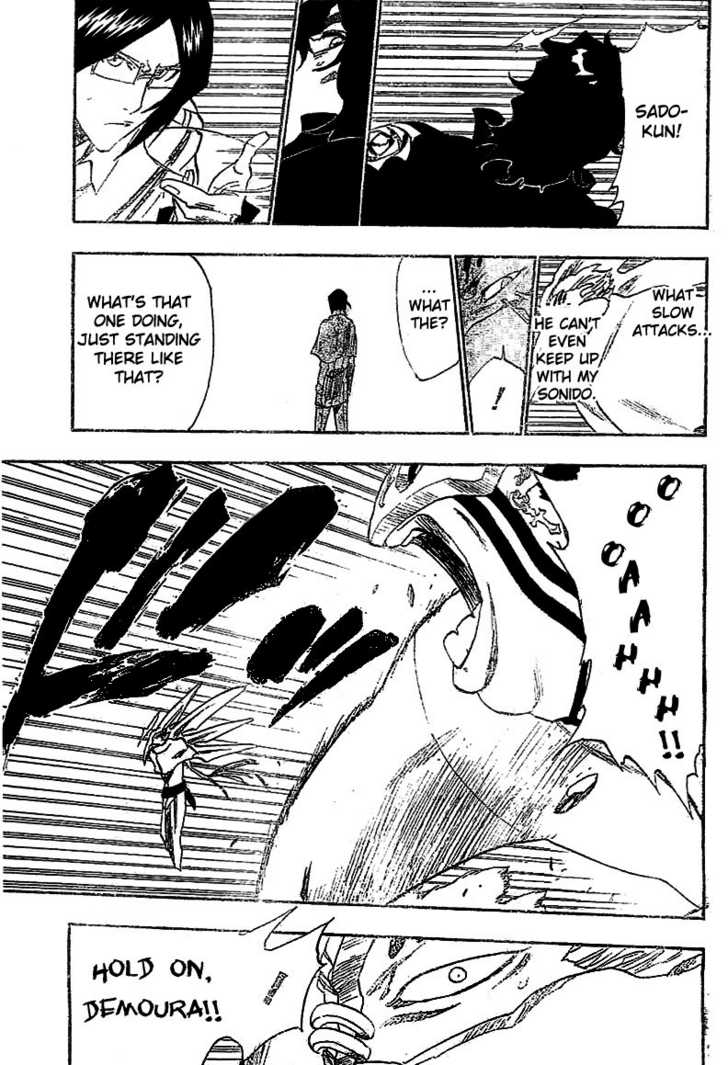 SADO-
KUN!
WHAT
SLOW
ATTACKS...
HE CAN'T
EVEN
KEEP UP
WITH MY
SONIDO.
!
...
WHAT
THE?
WHAT'S THAT
ONE DOING,
JUST STANDING
THERE LIKE
THAT?
OOOAAHHH!!
HOLD ON,
DEMOURA!!